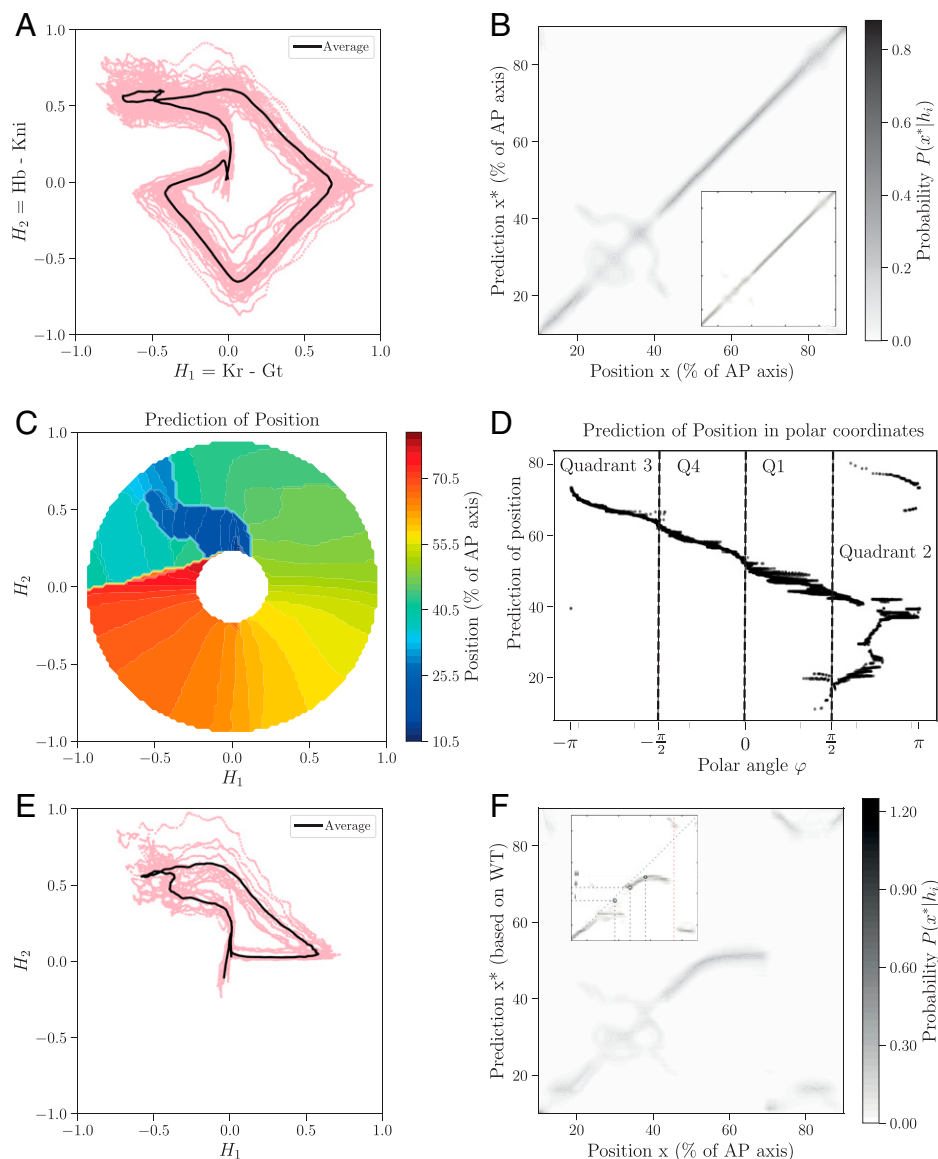 A
1.0
0.5
0.0
−0.5
−1.0
−1.0
−0.5
0.0
0.5
1.0
H₂ = Hb - Kni
H₁ = Kr - Gt
Average
B
80
60
40
20
20
40
60
80
Prediction x* (% of AP axis)
Position x (% of AP axis)
0.8
0.6
0.4
0.2
0.0
Probability P(x*|hᵢ)
C
Prediction of Position
1.0
0.5
0.0
−0.5
−1.0
−1.0
−0.5
0.0
0.5
1.0
H₂
H₁
70.5
55.5
40.5
25.5
10.5
Position (% of AP axis)
D
Prediction of Position in polar coordinates
Quadrant 3
Q4
Q1
Quadrant 2
80
60
40
20
−π
−π/2
0
π/2
π
Prediction of position
Polar angle φ
E
1.0
0.5
0.0
−0.5
−1.0
−1.0
−0.5
0.0
0.5
1.0
H₂
H₁
Average
F
80
60
40
20
20
40
60
80
Prediction x* (based on WT)
Position x (% of AP axis)
1.20
0.90
0.60
0.30
0.00
Probability P(x*|hᵢ)